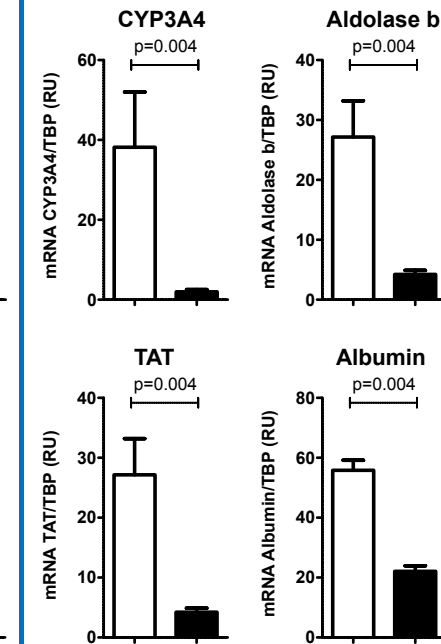 CYP3A4
p=0.004
mRNA CYP3A4/TBP (RU)
60
40
20
0
Aldolase b
p=0.004
mRNA Aldolase b/TBP (RU)
40
30
20
10
0
TAT
p=0.004
mRNA TAT/TBP (RU)
40
30
20
10
0
Albumin
p=0.004
mRNA Albumin/TBP (RU)
80
60
40
20
0